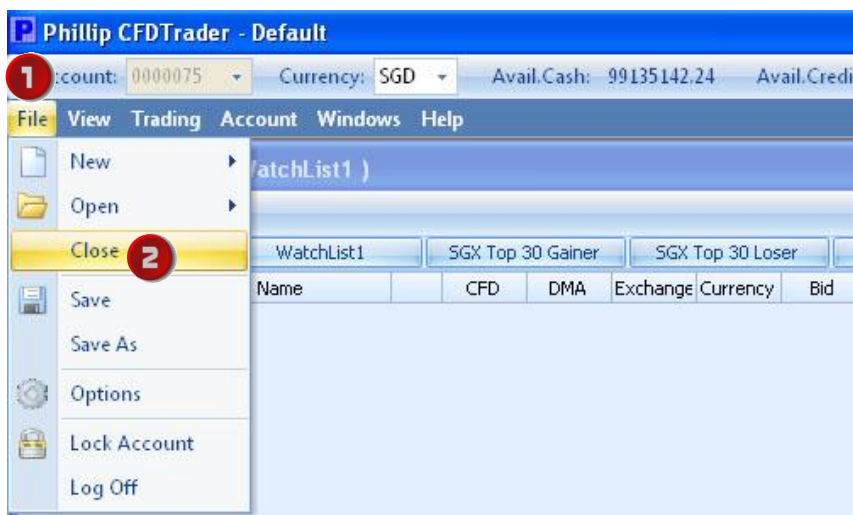 P Phillip CFDTrader - Default
1 :count: 0000075 Currency: SGD Avail.Cash: 99135142.24 Avail.Credi
File View Trading Account Windows Help
New
/atchList1 )
Open
Close 2
WatchList1 SGX Top 30 Gainer SGX Top 30 Loser
Name CFD DMA Exchange Currency Bid
Save
Save As
Options
Lock Account
Log Off